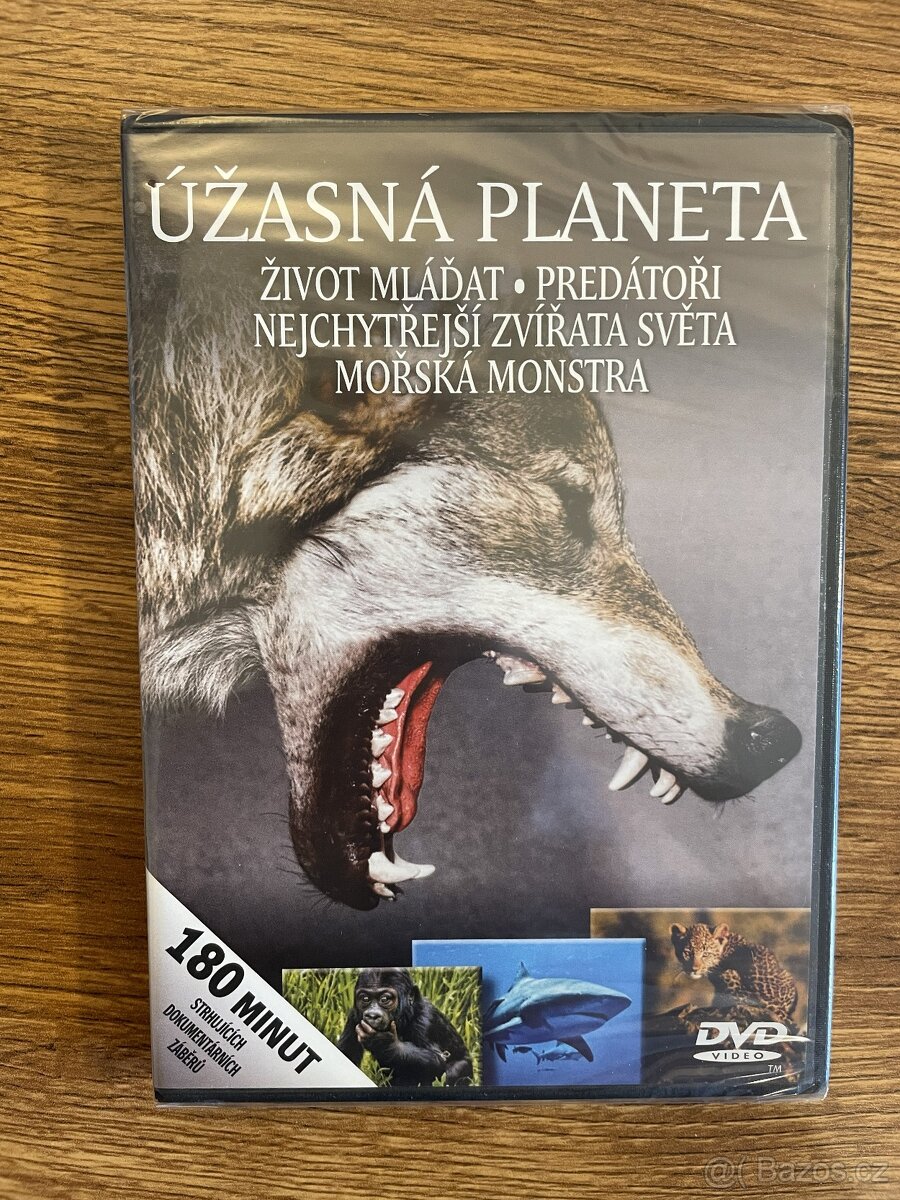 ÚŽASNÁ PLANETA
ŽIVOT MLÁĎAT • PREDÁTOŘI
NEJCHYTŘEJŠÍ ZVÍŘATA SVĚTA
MOŘSKÁ MONSTRA
180 MINUT
STRHUJÍCÍCH
DOKUMENTÁRNÍCH
ZÁBĚRŮ
DVD
VIDEO
TM
@( Bazos.cz